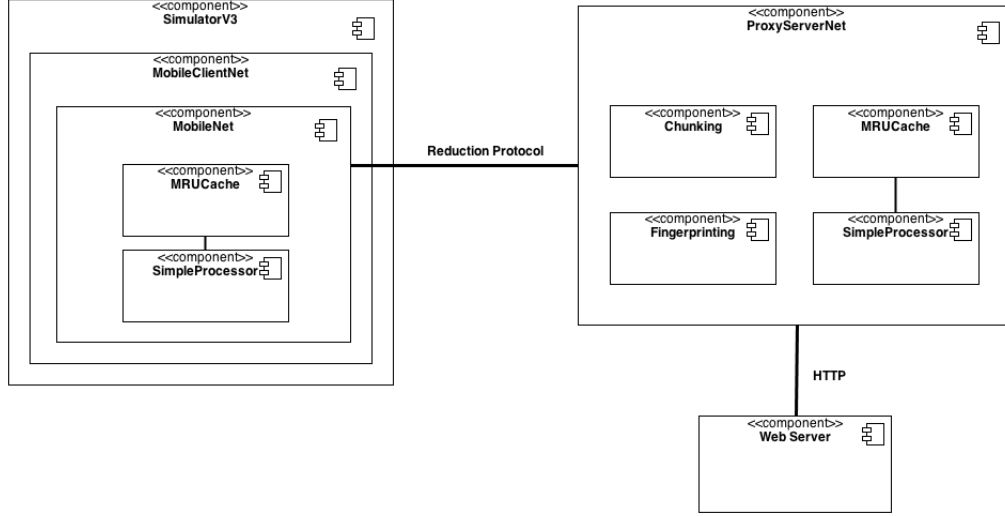 <<component>>
SimulatorV3
<<component>>
MobileClientNet
<<component>>
MobileNet
<<component>>
MRUCache
<<component>>
SimpleProcessor
Reduction Protocol
<<component>>
ProxyServerNet
<<component>>
Chunking
<<component>>
MRUCache
<<component>>
Fingerprinting
<<component>>
SimpleProcessor
HTTP
<<component>>
Web Server